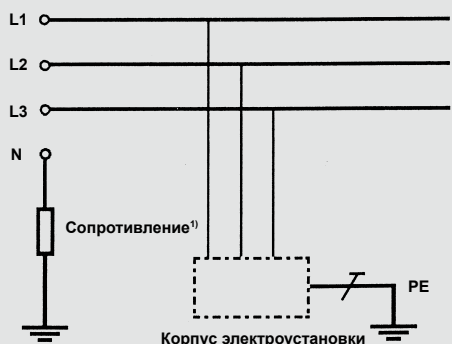 L1
L2
L3
N
Сопротивление¹⁾
PE
Корпус электроустановки